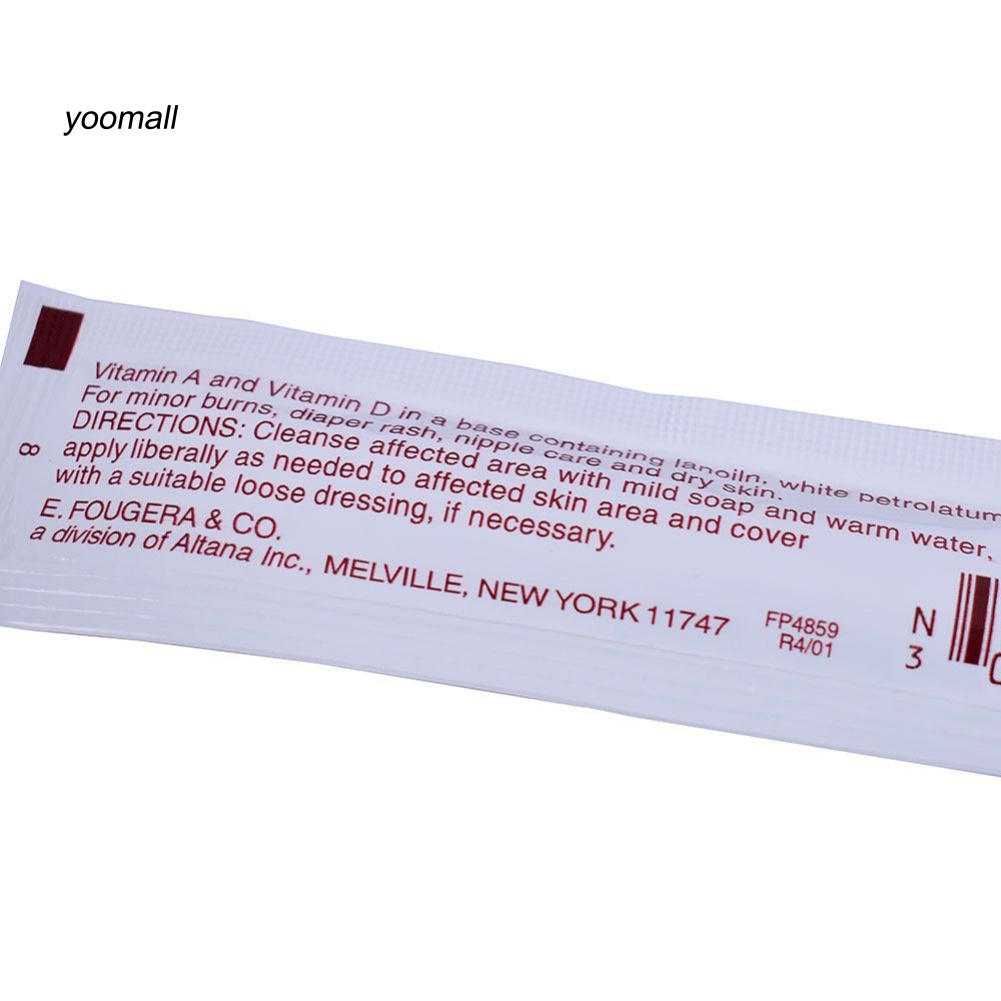 yoomall
Vitamin A and Vitamin D in a base containing lanoiln, white petrolatum
For minor burns, diaper rash, nipple care and dry skin.
DIRECTIONS: Cleanse affected area with mild soap and warm water,
apply liberally as needed to affected skin area and cover
with a suitable loose dressing, if necessary.
E. FOUGERA & CO.
a division of Altana Inc., MELVILLE, NEW YORK 11747
FP4859
R4/01
N
3
8